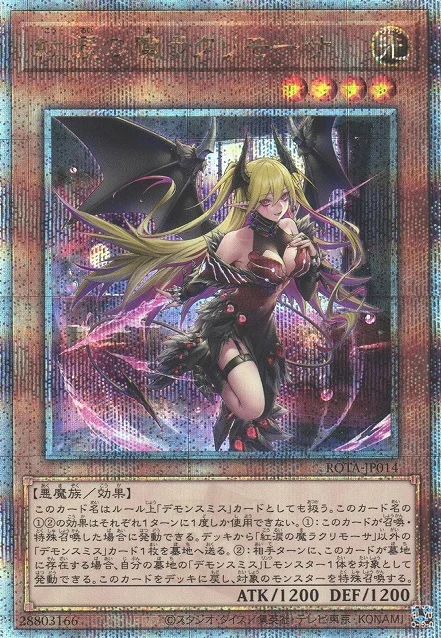 紅涙の魔ラクリモーサ
光
ROTA-JP014
【悪魔族／効果】
このカード名はルール上「デモンスミス」カードとしても扱う。このカード名の
①②の効果はそれぞれ１ターンに１度しか使用できない。①：このカードが召喚・
特殊召喚した場合に発動できる。デッキから「紅涙の魔ラクリモーサ」以外の
「デモンスミス」カード１枚を墓地へ送る。②：相手ターンに、このカードが墓地
に存在する場合、自分の墓地の「デモンスミス」Ｌモンスター１体を対象として
発動できる。このカードをデッキに戻し、対象のモンスターを特殊召喚する。
ATK/1200 DEF/1200
28803166
©スタジオ・ダイス/集英社・テレビ東京・KONAMI